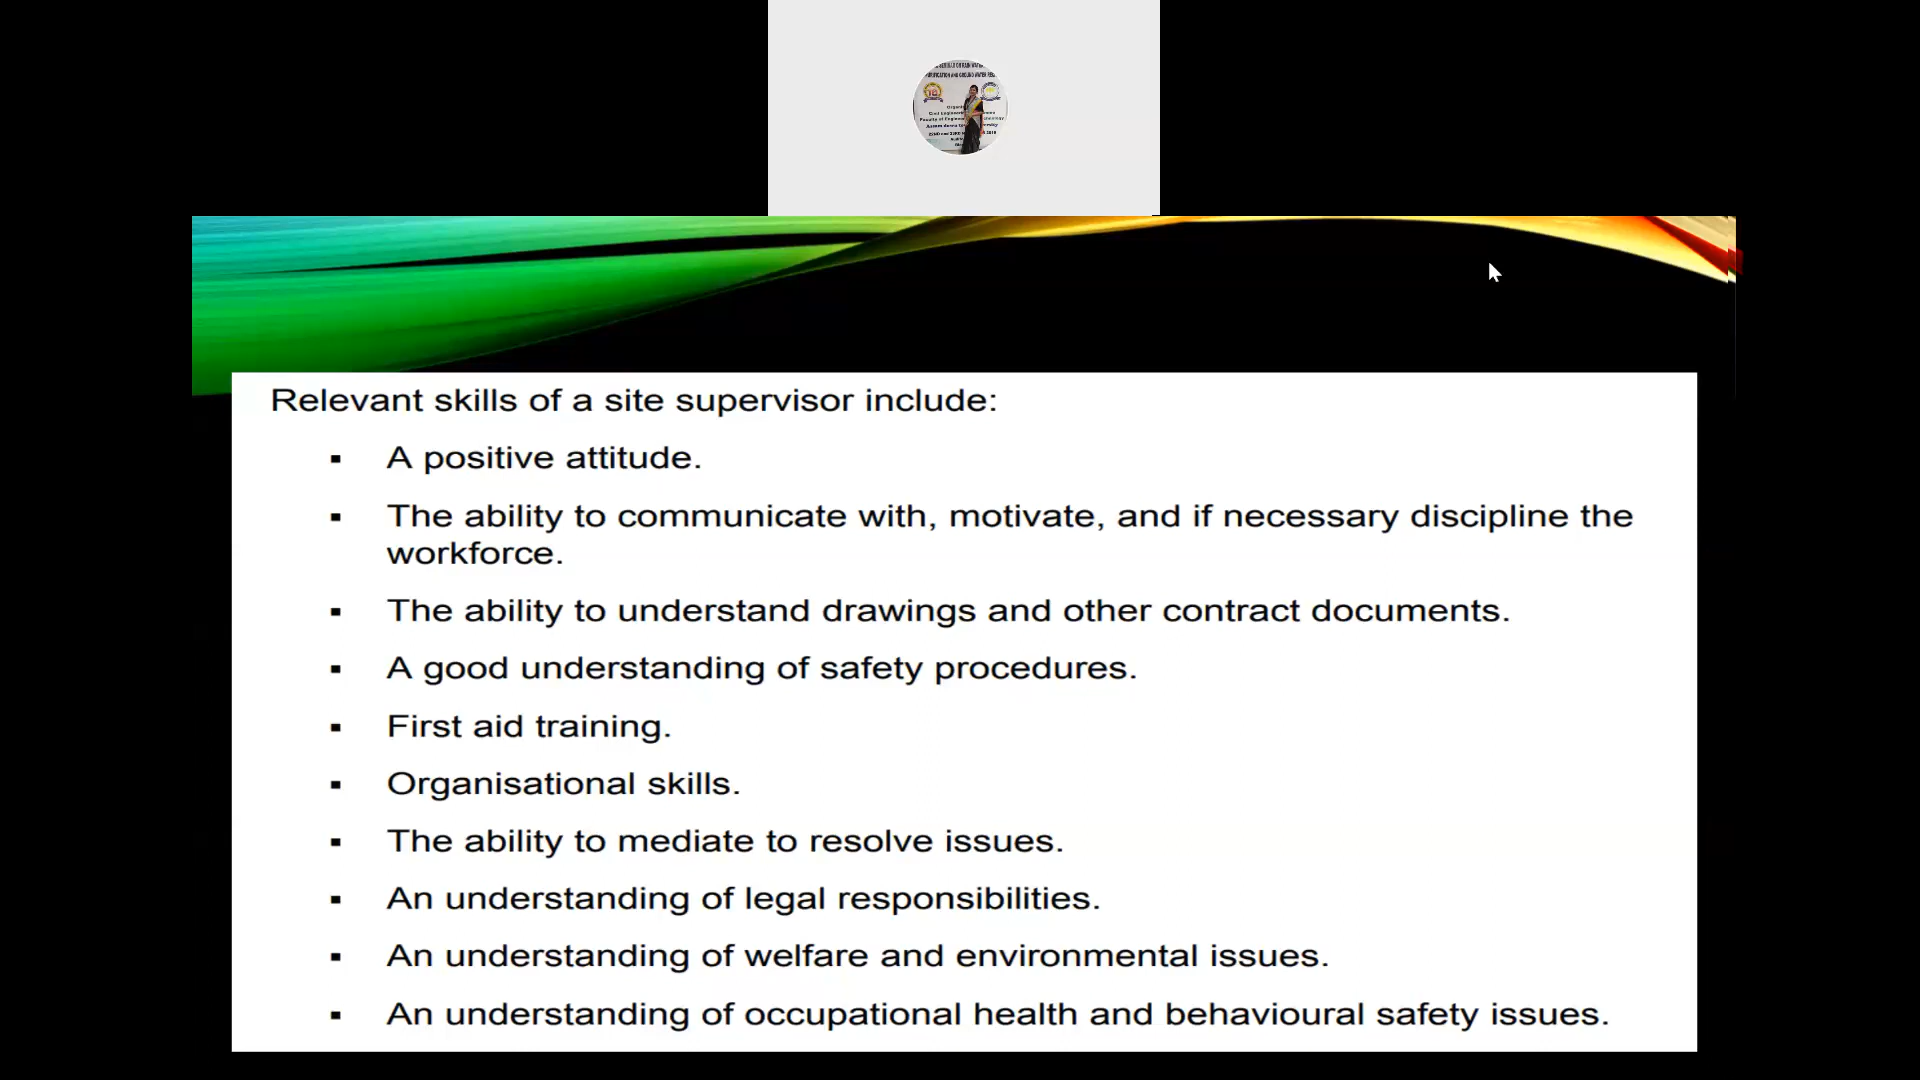 Relevant skills of a site supervisor include:
▪ A positive attitude.
▪ The ability to communicate with, motivate, and if necessary discipline the
workforce.
▪ The ability to understand drawings and other contract documents.
▪ A good understanding of safety procedures.
▪ First aid training.
▪ Organisational skills.
▪ The ability to mediate to resolve issues.
▪ An understanding of legal responsibilities.
▪ An understanding of welfare and environmental issues.
▪ An understanding of occupational health and behavioural safety issues.